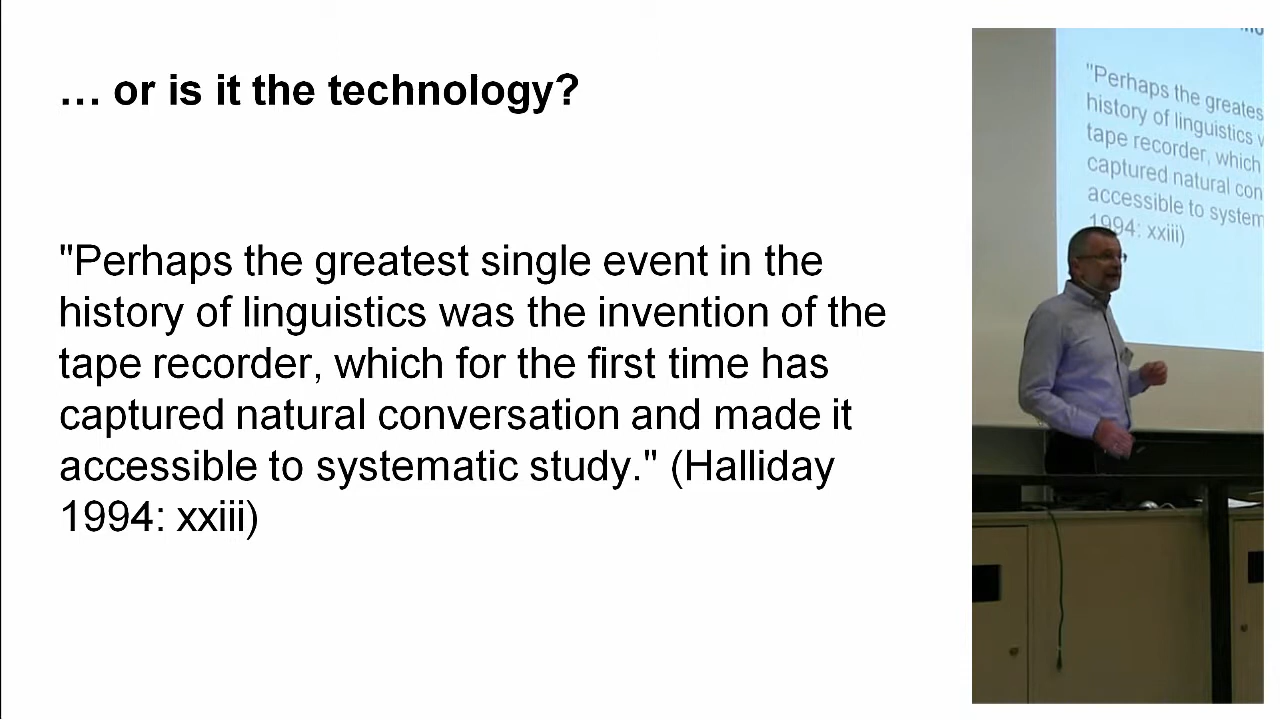 … or is it the technology?
"Perhaps the greatest single event in the
history of linguistics was the invention of the
tape recorder, which for the first time has
captured natural conversation and made it
accessible to systematic study." (Halliday
1994: xxiii)
"Perhaps the greates
history of linguistics
tape recorder, which
captured natural con
accessible to system
1994: xxiii)